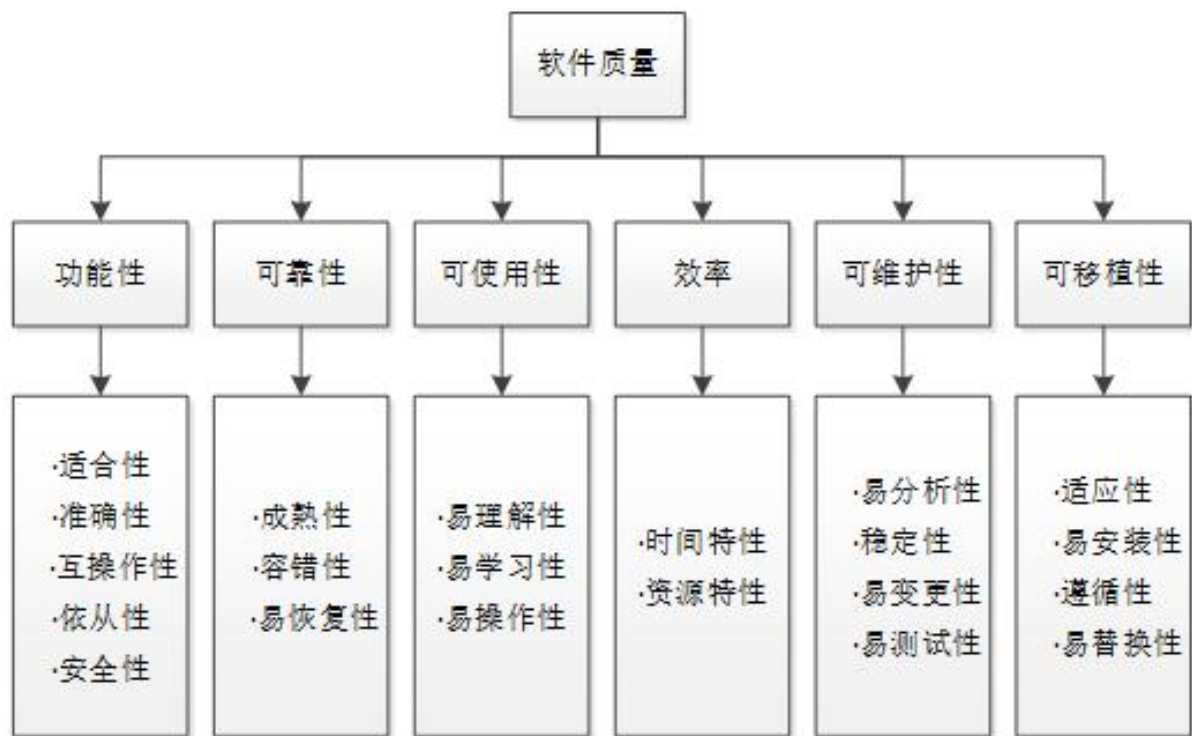 软件质量
功能性
可靠性
可使用性
效率
可维护性
可移植性
·适合性
·准确性
·互操作性
·依从性
·安全性
·成熟性
·容错性
·易恢复性
·易理解性
·易学习性
·易操作性
·时间特性
·资源特性
·易分析性
·稳定性
·易变更性
·易测试性
·适应性
·易安装性
·遵循性
·易替换性